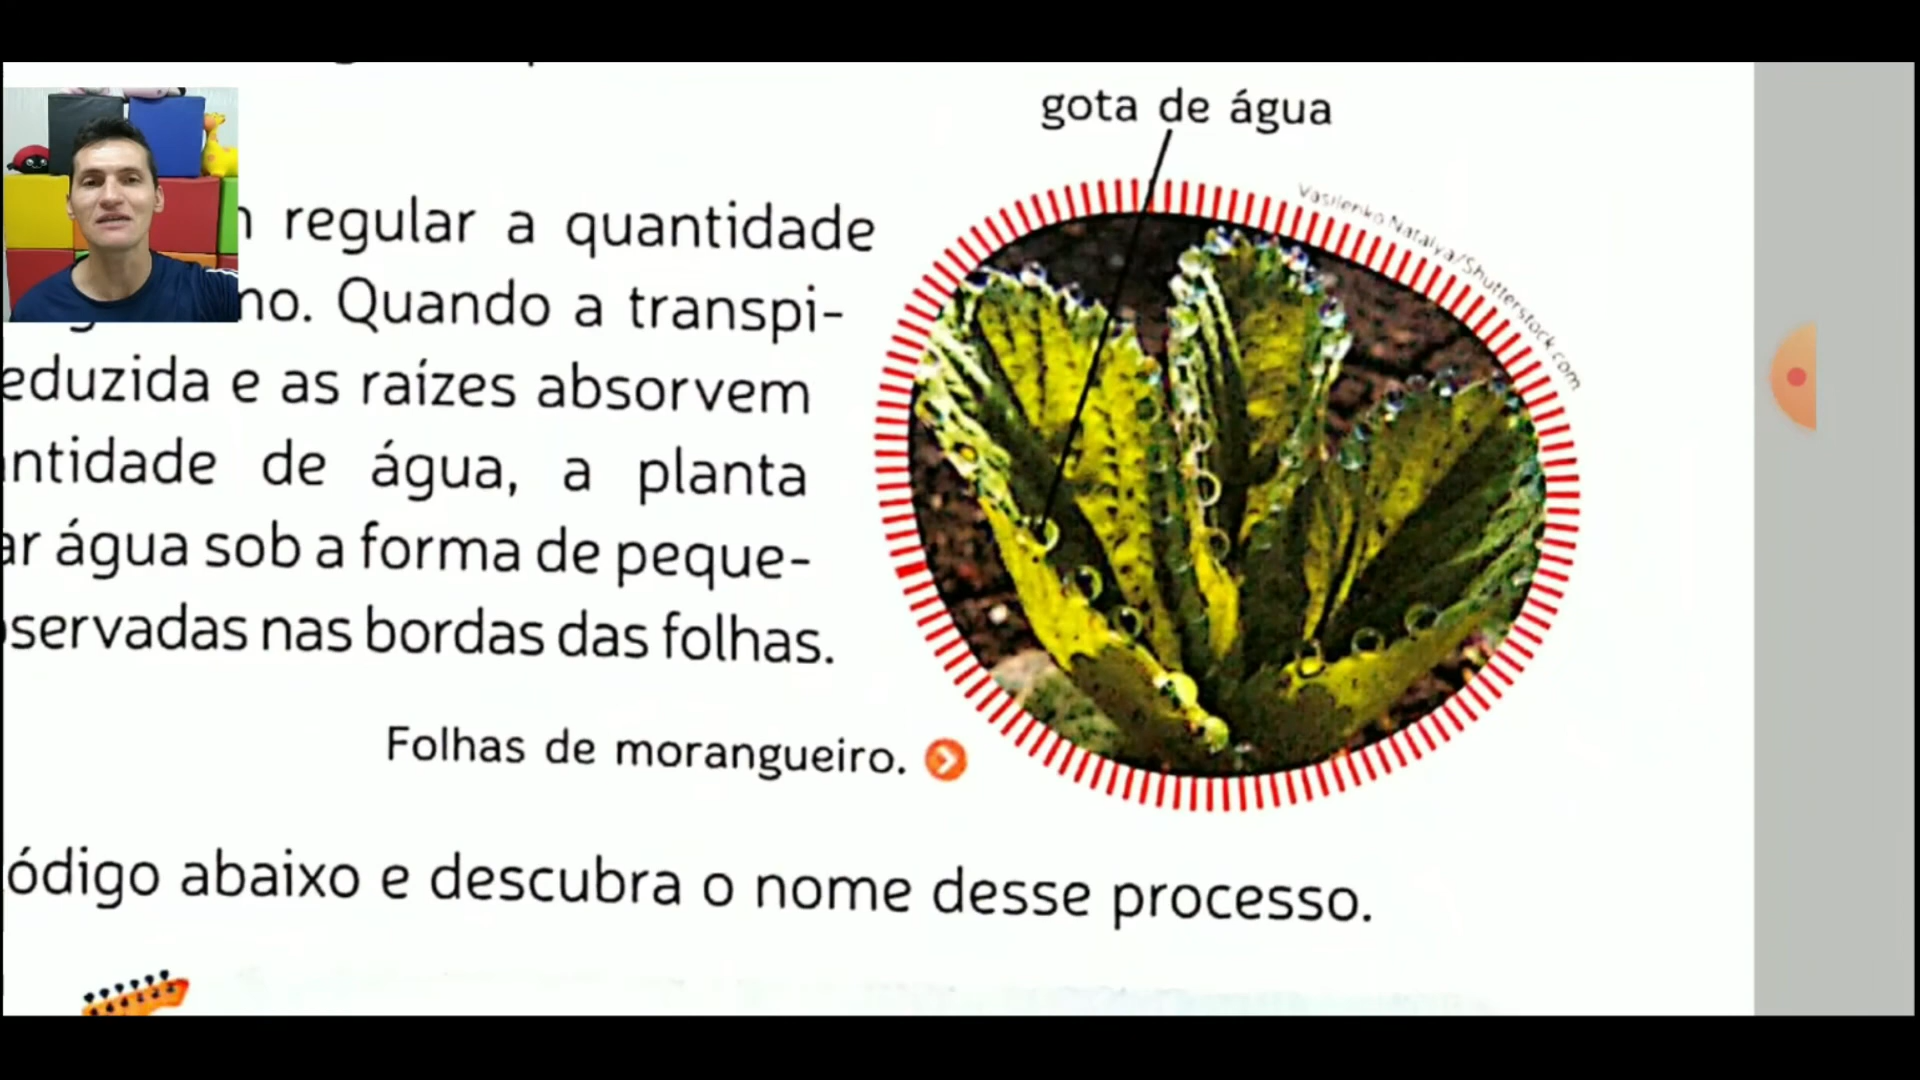 gota de água
Vasilenko Natalya/Shutterstock.com
regular a quantidade
mo. Quando a transpi-
eduzida e as raízes absorvem
ntidade de água, a planta
ar água sob a forma de peque-
servadas nas bordas das folhas.
Folhas de morangueiro.
ódigo abaixo e descubra o nome desse processo.